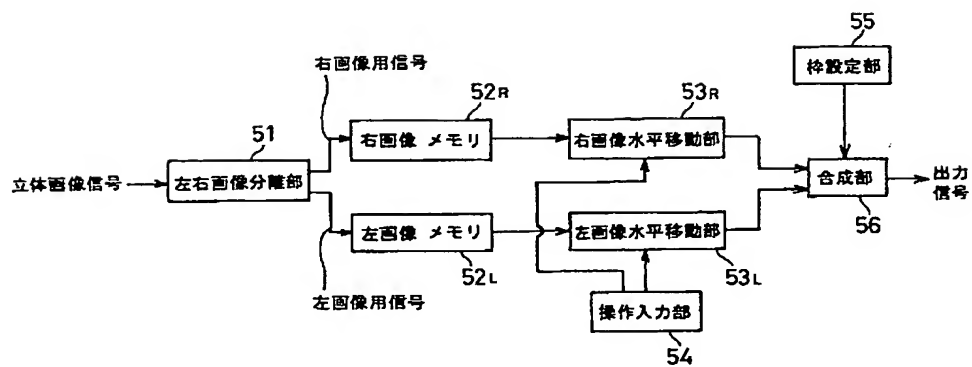 55
枠設定部
右画像用信号
52R
53R
51
右画像 メモリ
右画像水平移動部
立体画像信号
左右画像分離部
合成部
出力
信号
56
左画像 メモリ
左画像水平移動部
52L
53L
左画像用信号
操作入力部
54